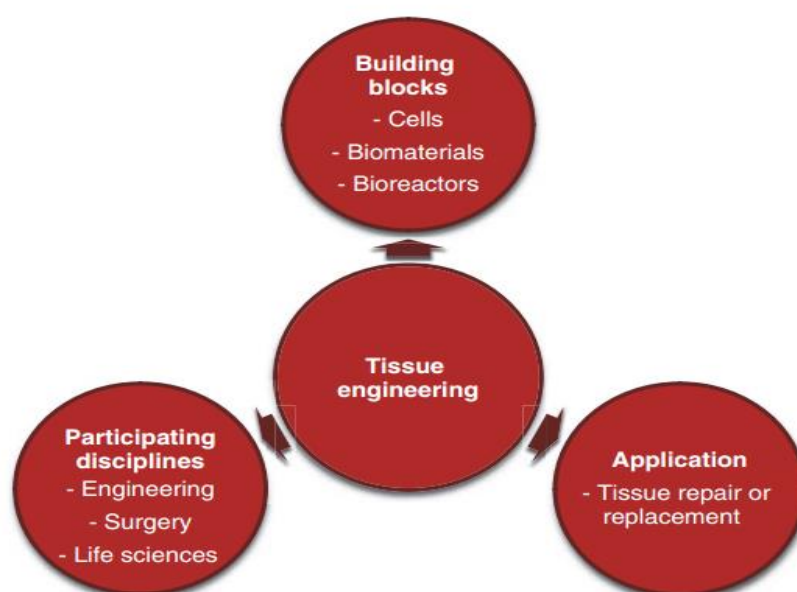 Building
blocks
- Cells
- Biomaterials
- Bioreactors
Tissue
engineering
Participating
disciplines
- Engineering
- Surgery
- Life sciences
Application
- Tissue repair or
replacement